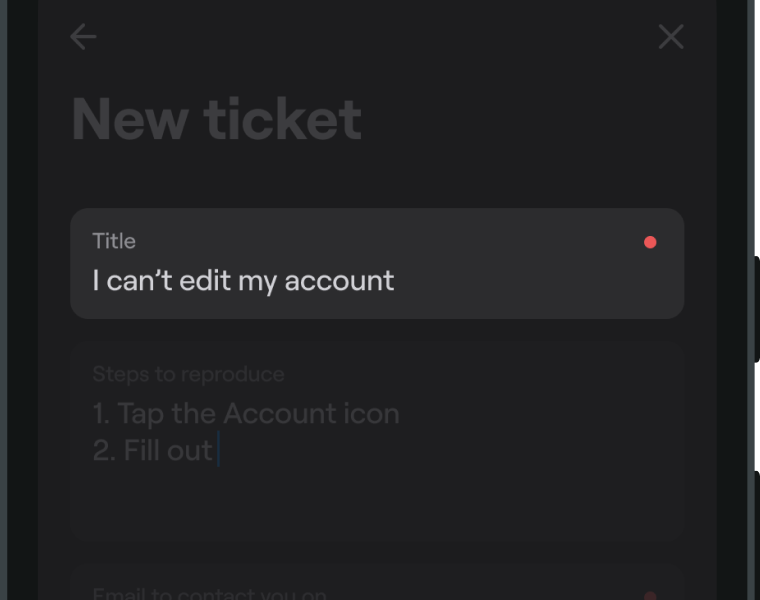 New ticket
Title
I can’t edit my account
Steps to reproduce
1. Tap the Account icon
2. Fill out
Email to contact you on